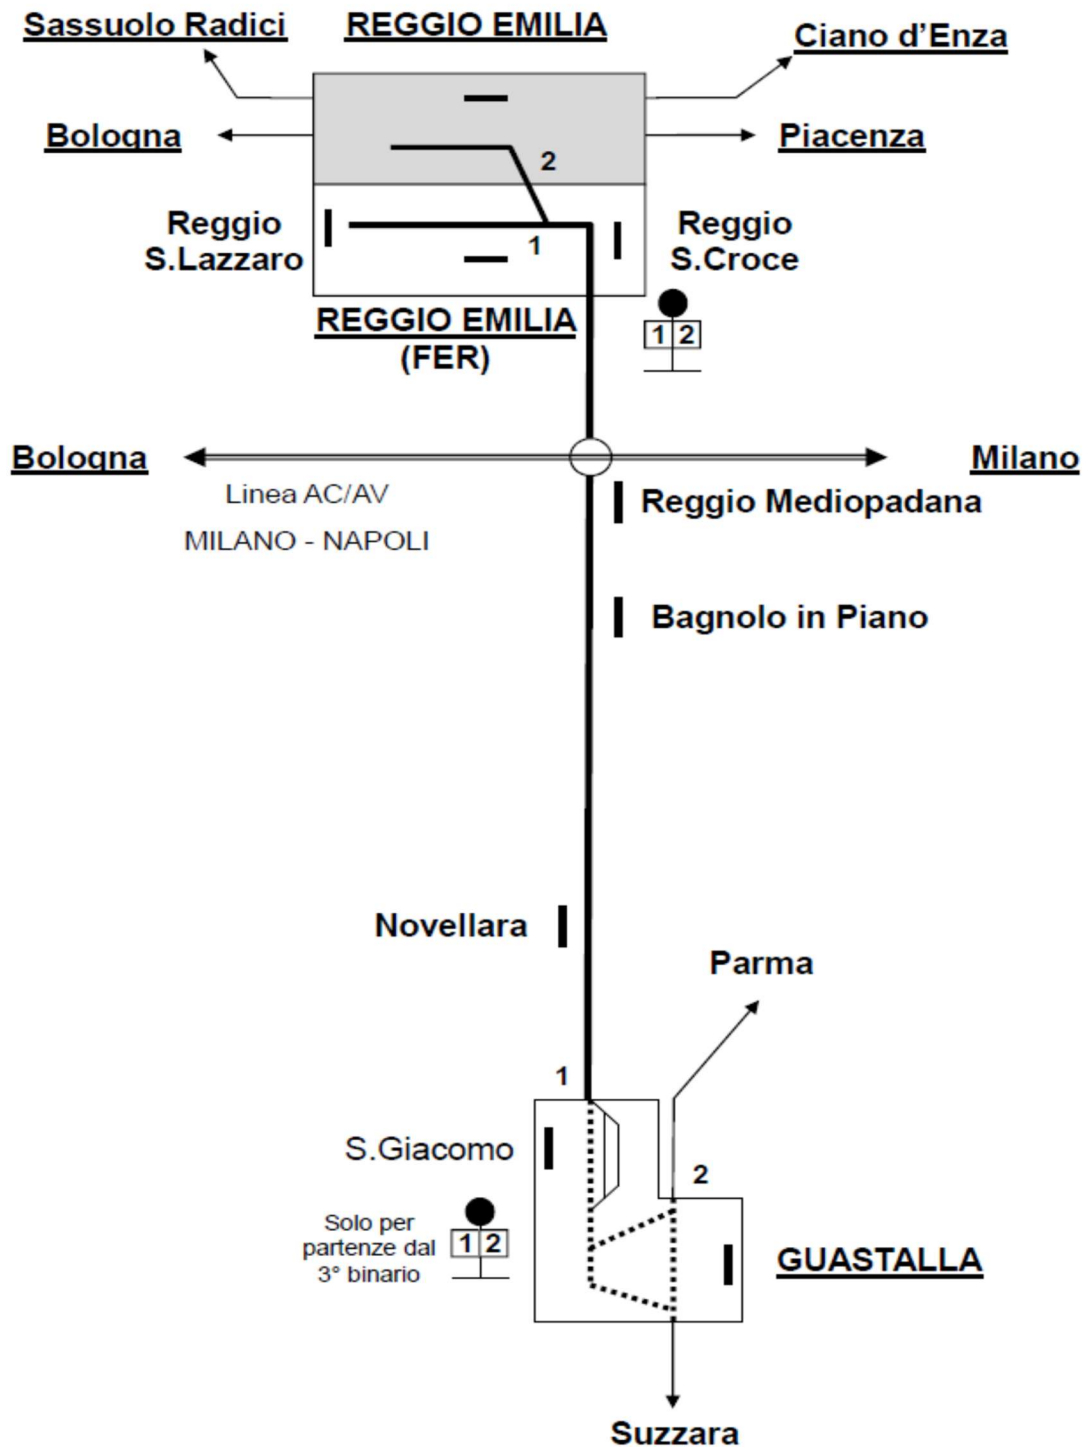 Sassuolo Radici
REGGIO EMILIA
Ciano d'Enza
Bologna
Piacenza
2
Reggio
S.Lazzaro
1
Reggio
S.Croce
REGGIO EMILIA
(FER)
1 2
Bologna
Milano
Linea AC/AV
MILANO - NAPOLI
Reggio Mediopadana
Bagnolo in Piano
Novellara
Parma
1
S.Giacomo
2
Solo per
partenze dal
3° binario
1 2
GUASTALLA
Suzzara